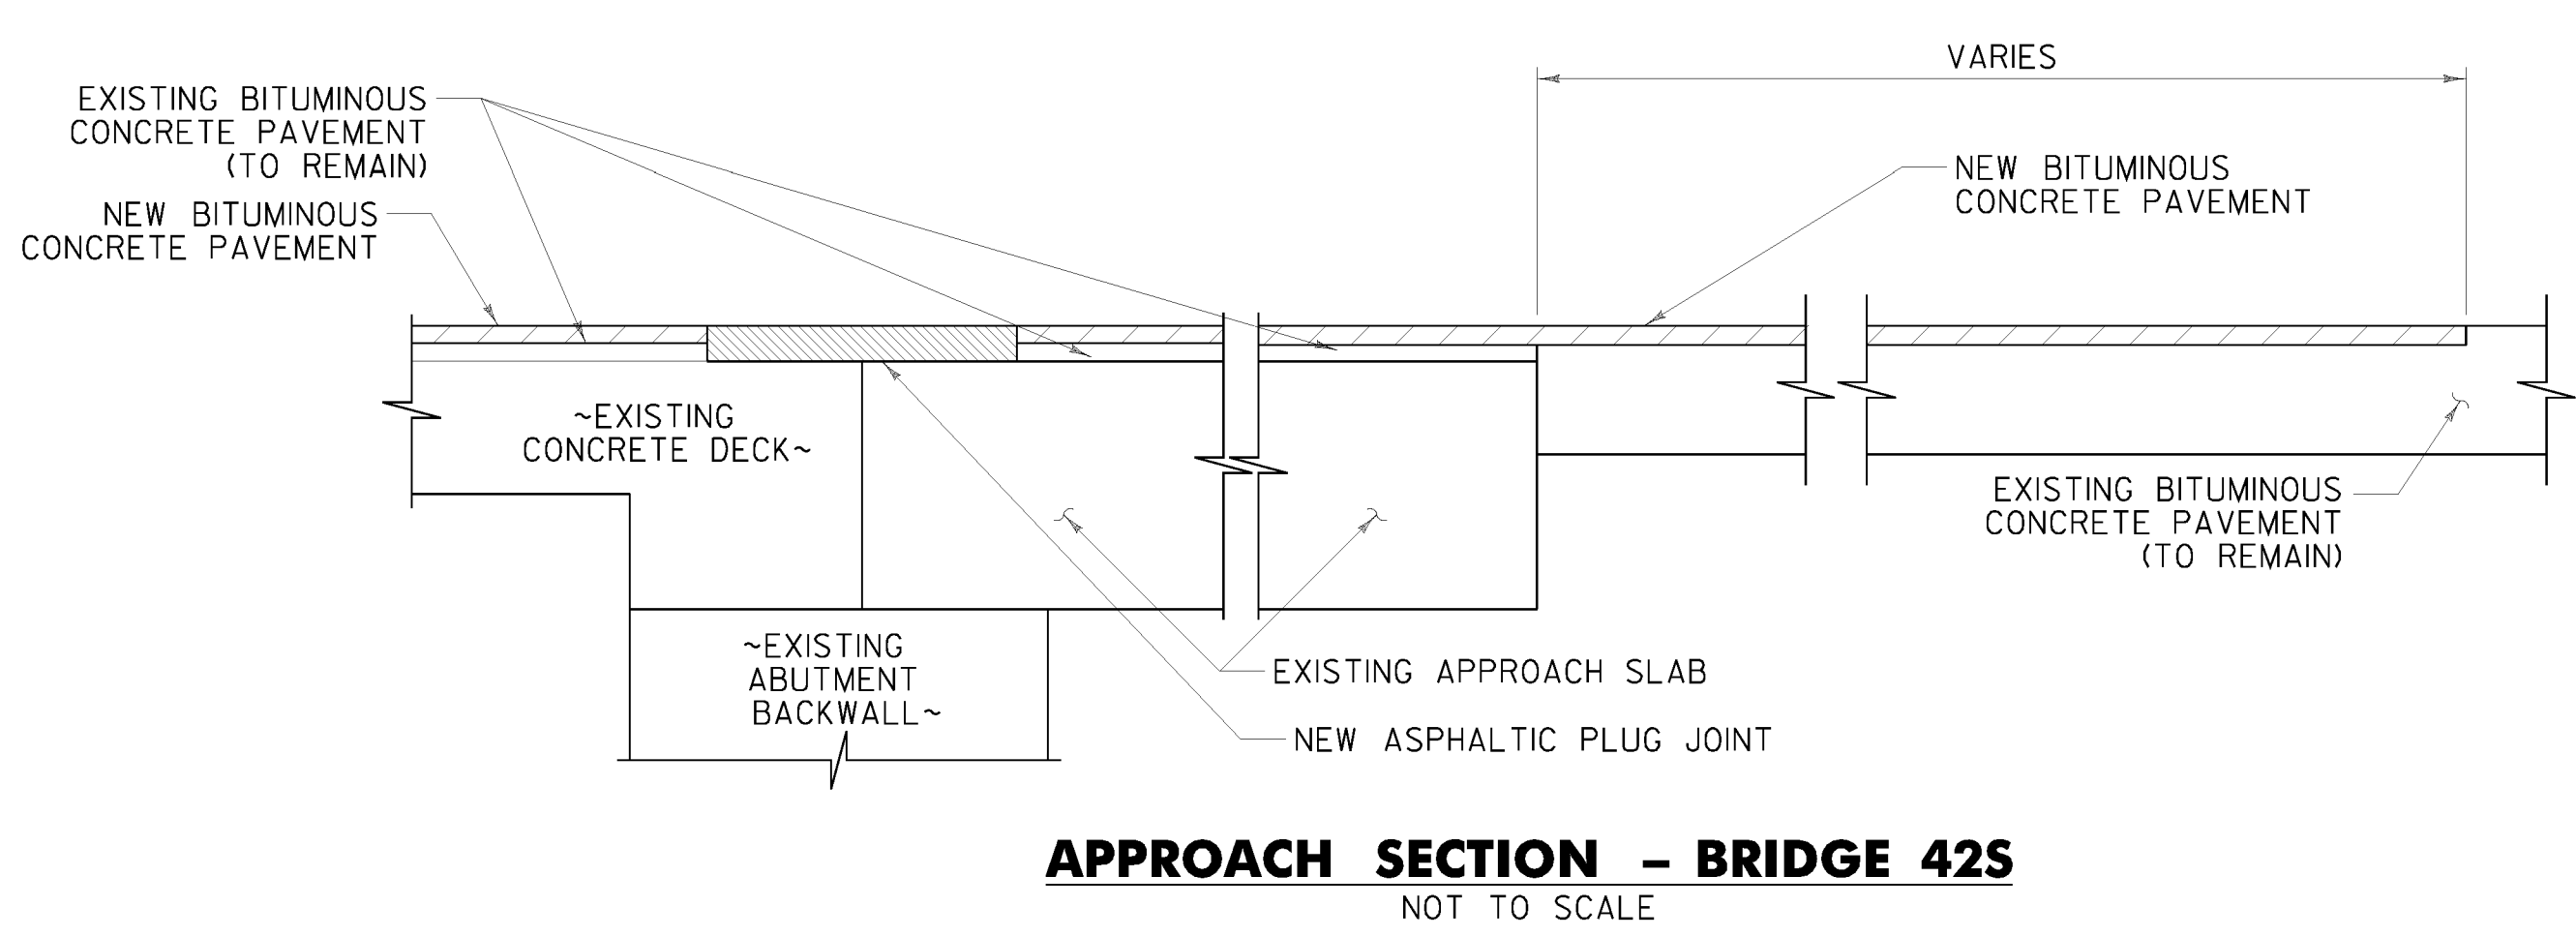 VARIES
EXISTING BITUMINOUS
CONCRETE PAVEMENT
(TO REMAIN)
NEW BITUMINOUS
CONCRETE PAVEMENT
NEW BITUMINOUS
CONCRETE PAVEMENT
~EXISTING
CONCRETE DECK~
EXISTING BITUMINOUS
CONCRETE PAVEMENT
(TO REMAIN)
~EXISTING
ABUTMENT
BACKWALL~
EXISTING APPROACH SLAB
NEW ASPHALTIC PLUG JOINT
APPROACH SECTION - BRIDGE 42S
NOT TO SCALE